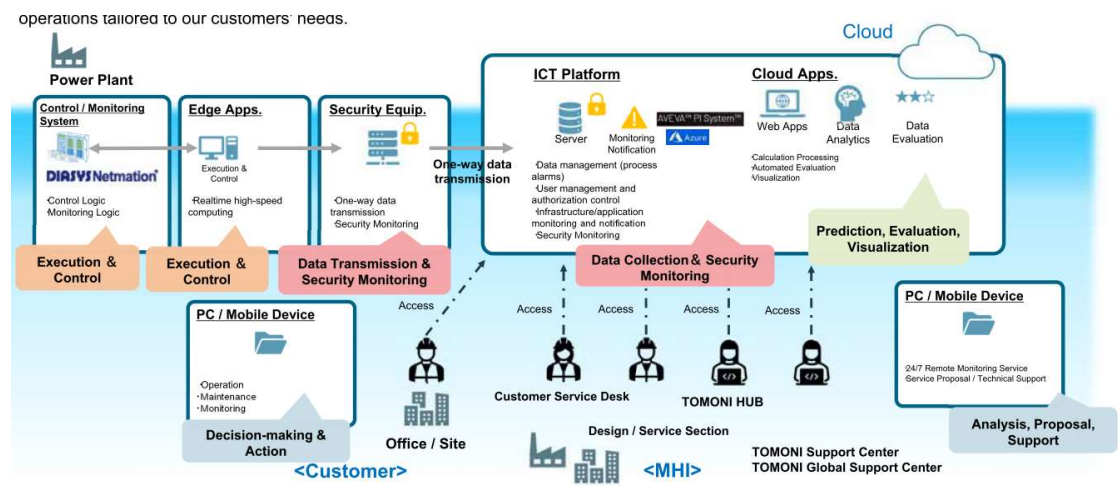 operations tailored to our customers' needs.
Cloud
Power Plant
Control / Monitoring
System
DIASYS Netmation®
·Control Logic
·Monitoring Logic
Execution &
Control
Edge Apps.
Execution &
Control
·Realtime high-speed
computing
Execution &
Control
Security Equip.
·One-way data
transmission
·Security Monitoring
Data Transmission &
Security Monitoring
One-way data
transmission
ICT Platform
Server
Monitoring
Notification
AVEVA™ PI System™
Azure
·Data management (process
alarms)
·User management and
authorization control
·Infrastructure/application
monitoring and notification
·Security Monitoring
Data Collection & Security
Monitoring
Cloud Apps.
Web Apps
Data
Analytics
Data
Evaluation
·Calculation Processing
·Automated Evaluation
·Visualization
Prediction, Evaluation,
Visualization
PC / Mobile Device
·Operation
·Maintenance
·Monitoring
Decision-making &
Action
Access
Access
Access
Access
Access
Office / Site
Customer Service Desk
TOMONI HUB
PC / Mobile Device
·24/7 Remote Monitoring Service
·Service Proposal / Technical Support
Analysis, Proposal,
Support
Design / Service Section
TOMONI Support Center
TOMONI Global Support Center
<Customer>
<MHI>